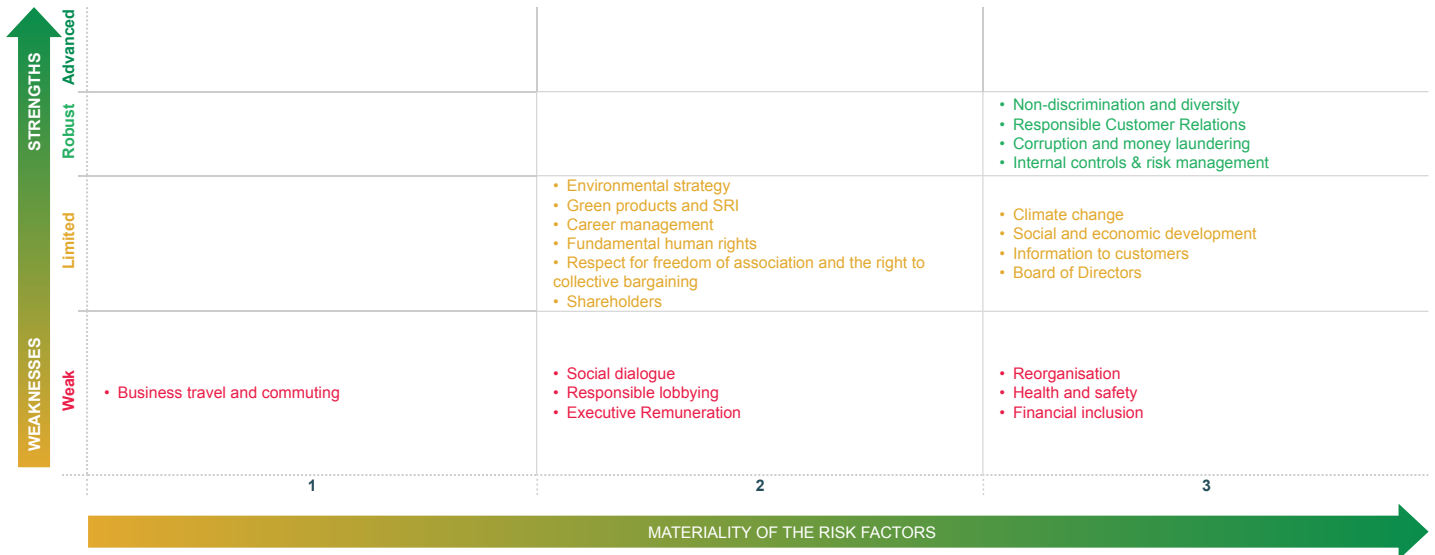 STRENGTHS
WEAKNESSES
Advanced
Robust
• Non-discrimination and diversity
• Responsible Customer Relations
• Corruption and money laundering
• Internal controls & risk management
Limited
• Environmental strategy
• Green products and SRI
• Career management
• Fundamental human rights
• Respect for freedom of association and the right to
collective bargaining
• Shareholders
• Climate change
• Social and economic development
• Information to customers
• Board of Directors
Weak
• Business travel and commuting
• Social dialogue
• Responsible lobbying
• Executive Remuneration
• Reorganisation
• Health and safety
• Financial inclusion
1
2
3
MATERIALITY OF THE RISK FACTORS